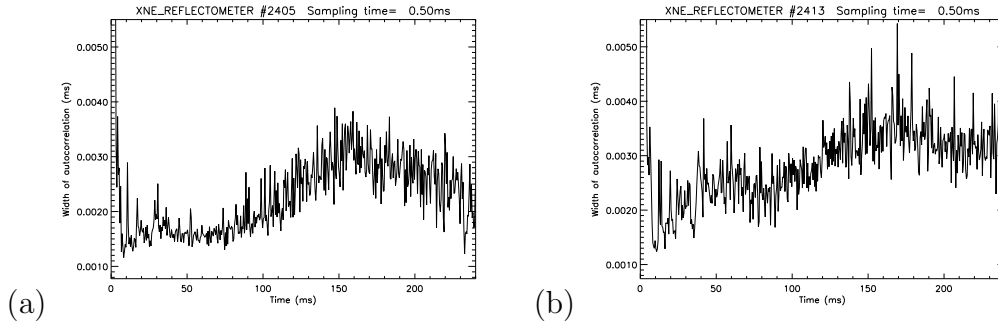 XNE_REFLECTOMETER #2405 Sampling time= 0.50ms
0.0050
0.0040
0.0030
0.0020
0.0010
Width of autocorrelation (ms)
0 50 100 150 200
Time (ms)
(a)
XNE_REFLECTOMETER #2413 Sampling time= 0.50ms
0.0050
0.0040
0.0030
0.0020
0.0010
Width of autocorrelation (ms)
0 50 100 150 200
Time (ms)
(b)